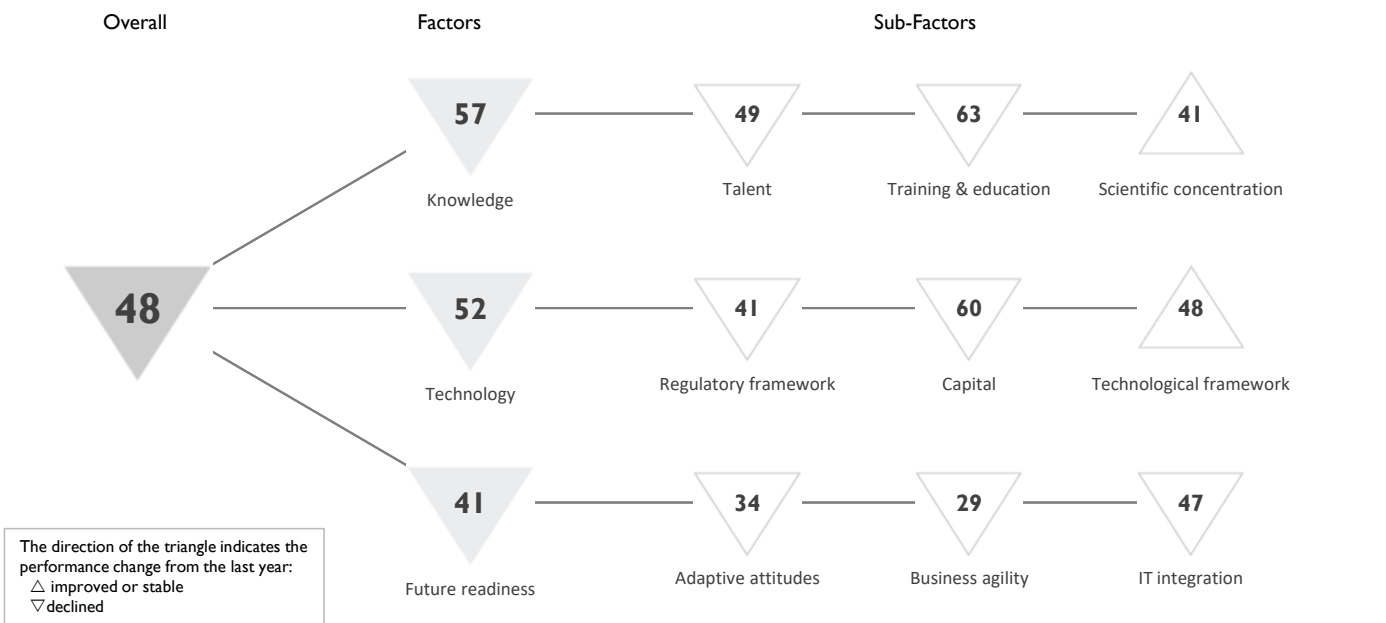 Overall
Factors
Sub-Factors
57
49
63
41
Knowledge
Talent
Training & education
Scientific concentration
48
52
41
60
48
Technology
Regulatory framework
Capital
Technological framework
41
34
29
47
Future readiness
Adaptive attitudes
Business agility
IT integration
The direction of the triangle indicates the
performance change from the last year:
△ improved or stable
▽ declined